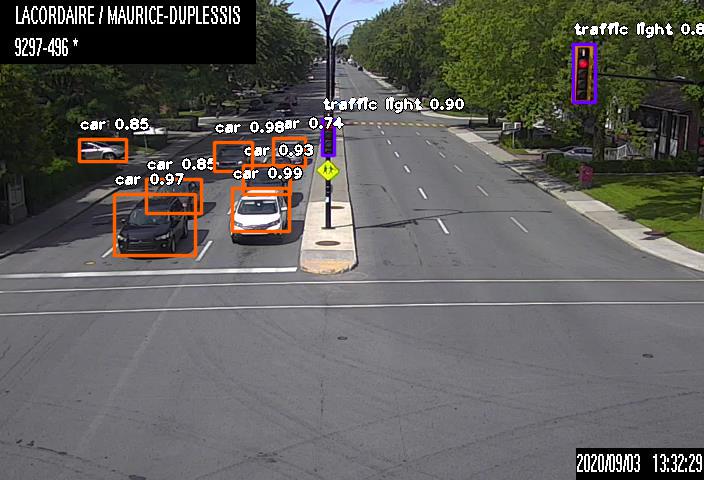 LACORDAIRE / MAURICE-DUPLESSIS
9297-496 *
traffic light 0.8
traffic light 0.90
car 0.85
car 0.98
car 0.74
car 0.93
car 0.85
car 0.99
car 0.97
2020/09/03 13:32:29